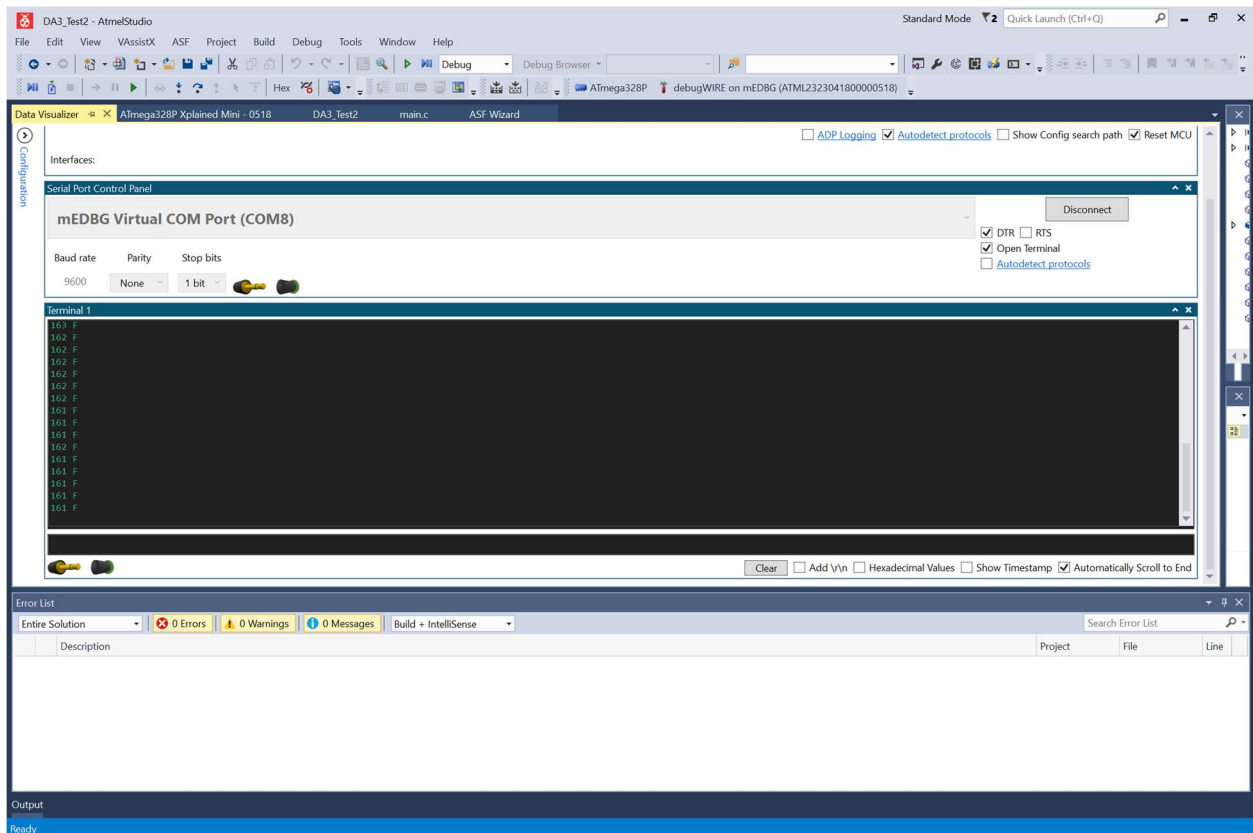 DA3_Test2 - AtmelStudio
Standard Mode 2 Quick Launch (Ctrl+Q)
File Edit View VAssistX ASF Project Build Debug Tools Window Help
Debug Debug Browser
Hex ATmega328P debugWIRE on mEDBG (ATML2323041800000518)
Data Visualizer ATmega328P Xplained Mini - 0518 DA3_Test2 main.c ASF Wizard
Configuration
ADP Logging Autodetect protocols Show Config search path Reset MCU
Interfaces:
Serial Port Control Panel
mEDBG Virtual COM Port (COM8)
Disconnect
DTR RTS
Open Terminal
Autodetect protocols
Baud rate Parity Stop bits
9600 None 1 bit
Terminal 1
163 F
162 F
162 F
162 F
162 F
162 F
162 F
161 F
161 F
161 F
162 F
161 F
161 F
161 F
161 F
161 F
Clear Add \r\n Hexadecimal Values Show Timestamp Automatically Scroll to End
Error List
Entire Solution 0 Errors 0 Warnings 0 Messages Build + IntelliSense Search Error List
Description Project File Line
Output
Ready